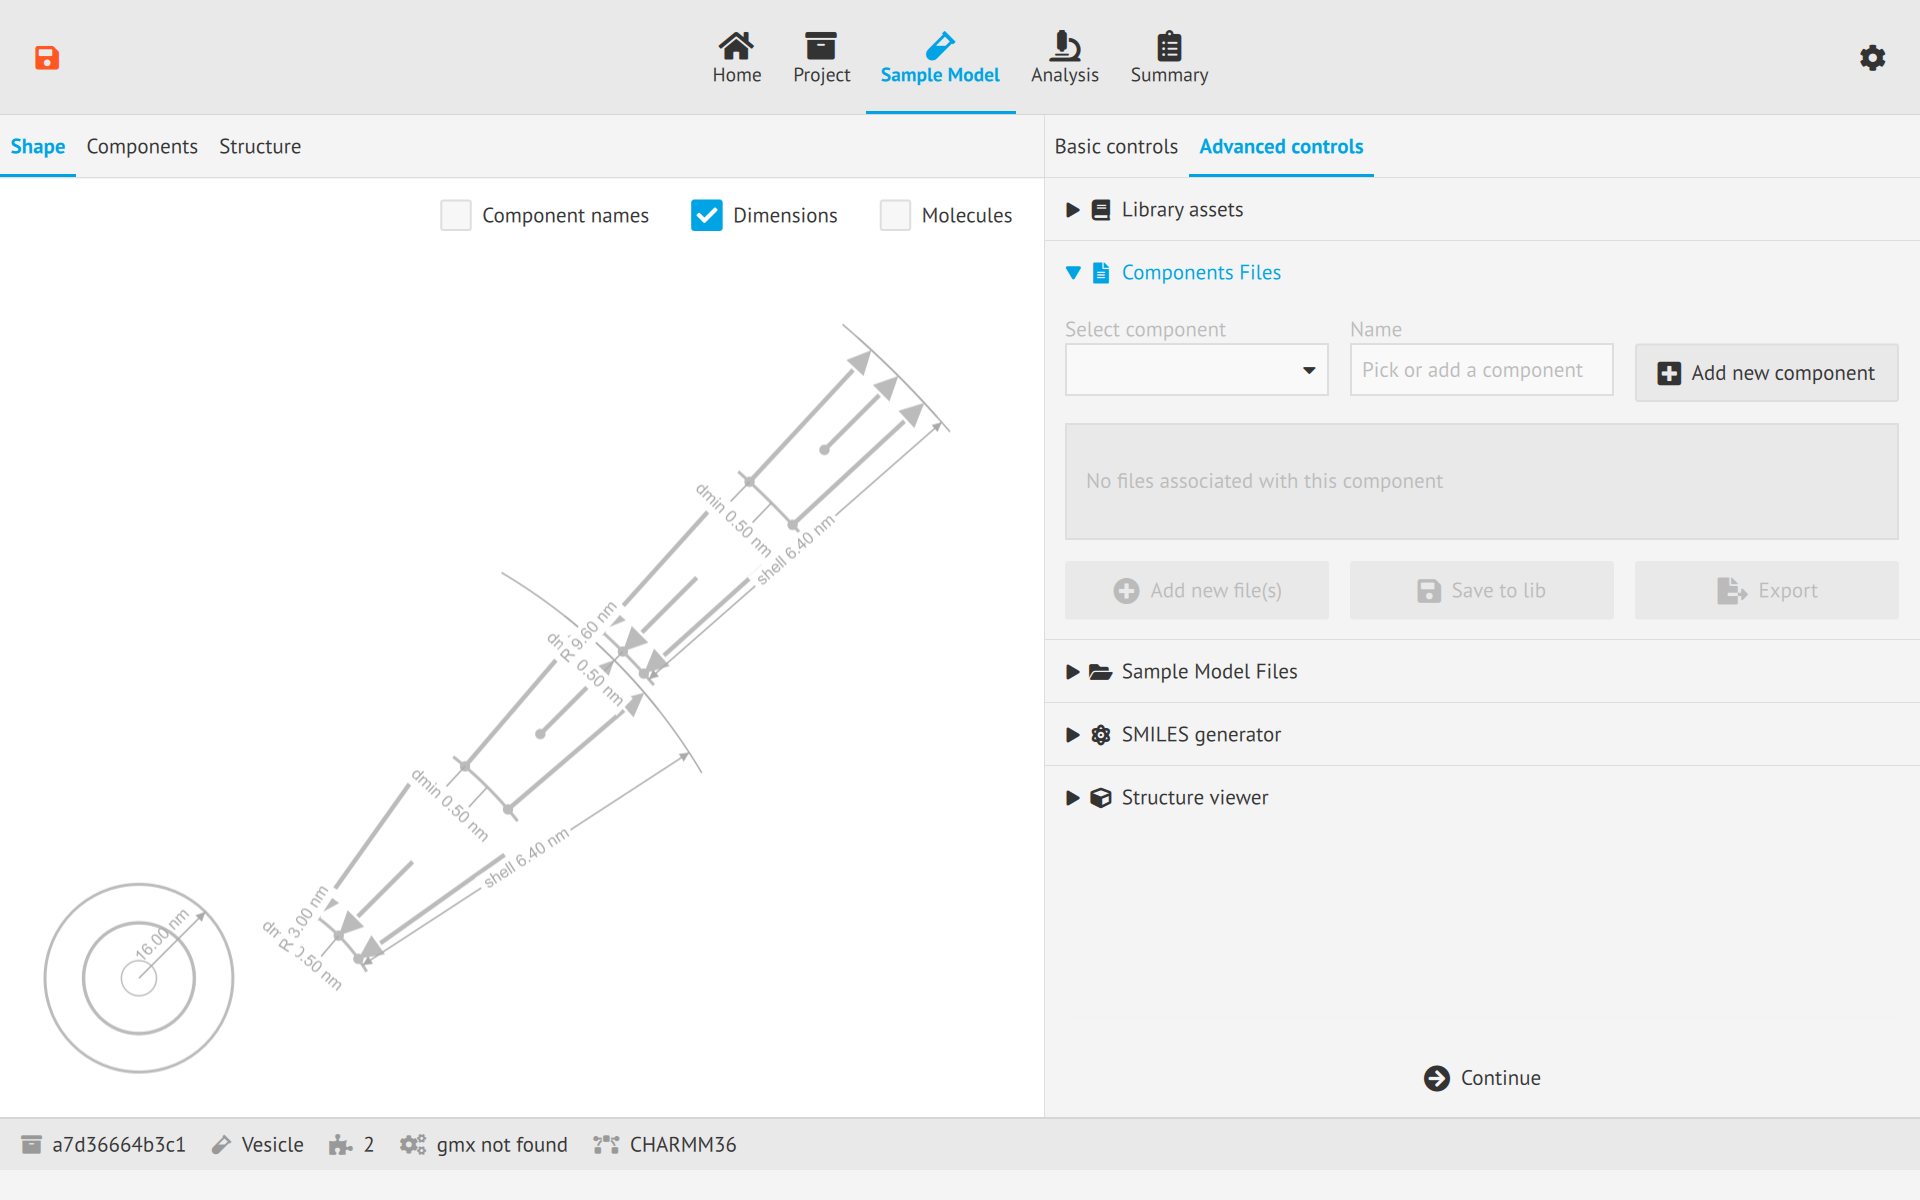 Home
Project
Sample Model
Analysis
Summary
Shape
Components
Structure
Basic controls
Advanced controls
Component names
Dimensions
Molecules
Library assets
Components Files
Select component
Name
Pick or add a component
Add new component
No files associated with this component
Add new file(s)
Save to lib
Export
Sample Model Files
SMILES generator
Structure viewer
dmin 0.50 nm
shell 6.40 nm
R 9.60 nm
0.50 nm
dmin 0.50 nm
shell 6.40 nm
R 3.00 nm
0.50 nm
16.00 nm
Continue
a7d36664b3c1
Vesicle
2
gmx not found
CHARMM36